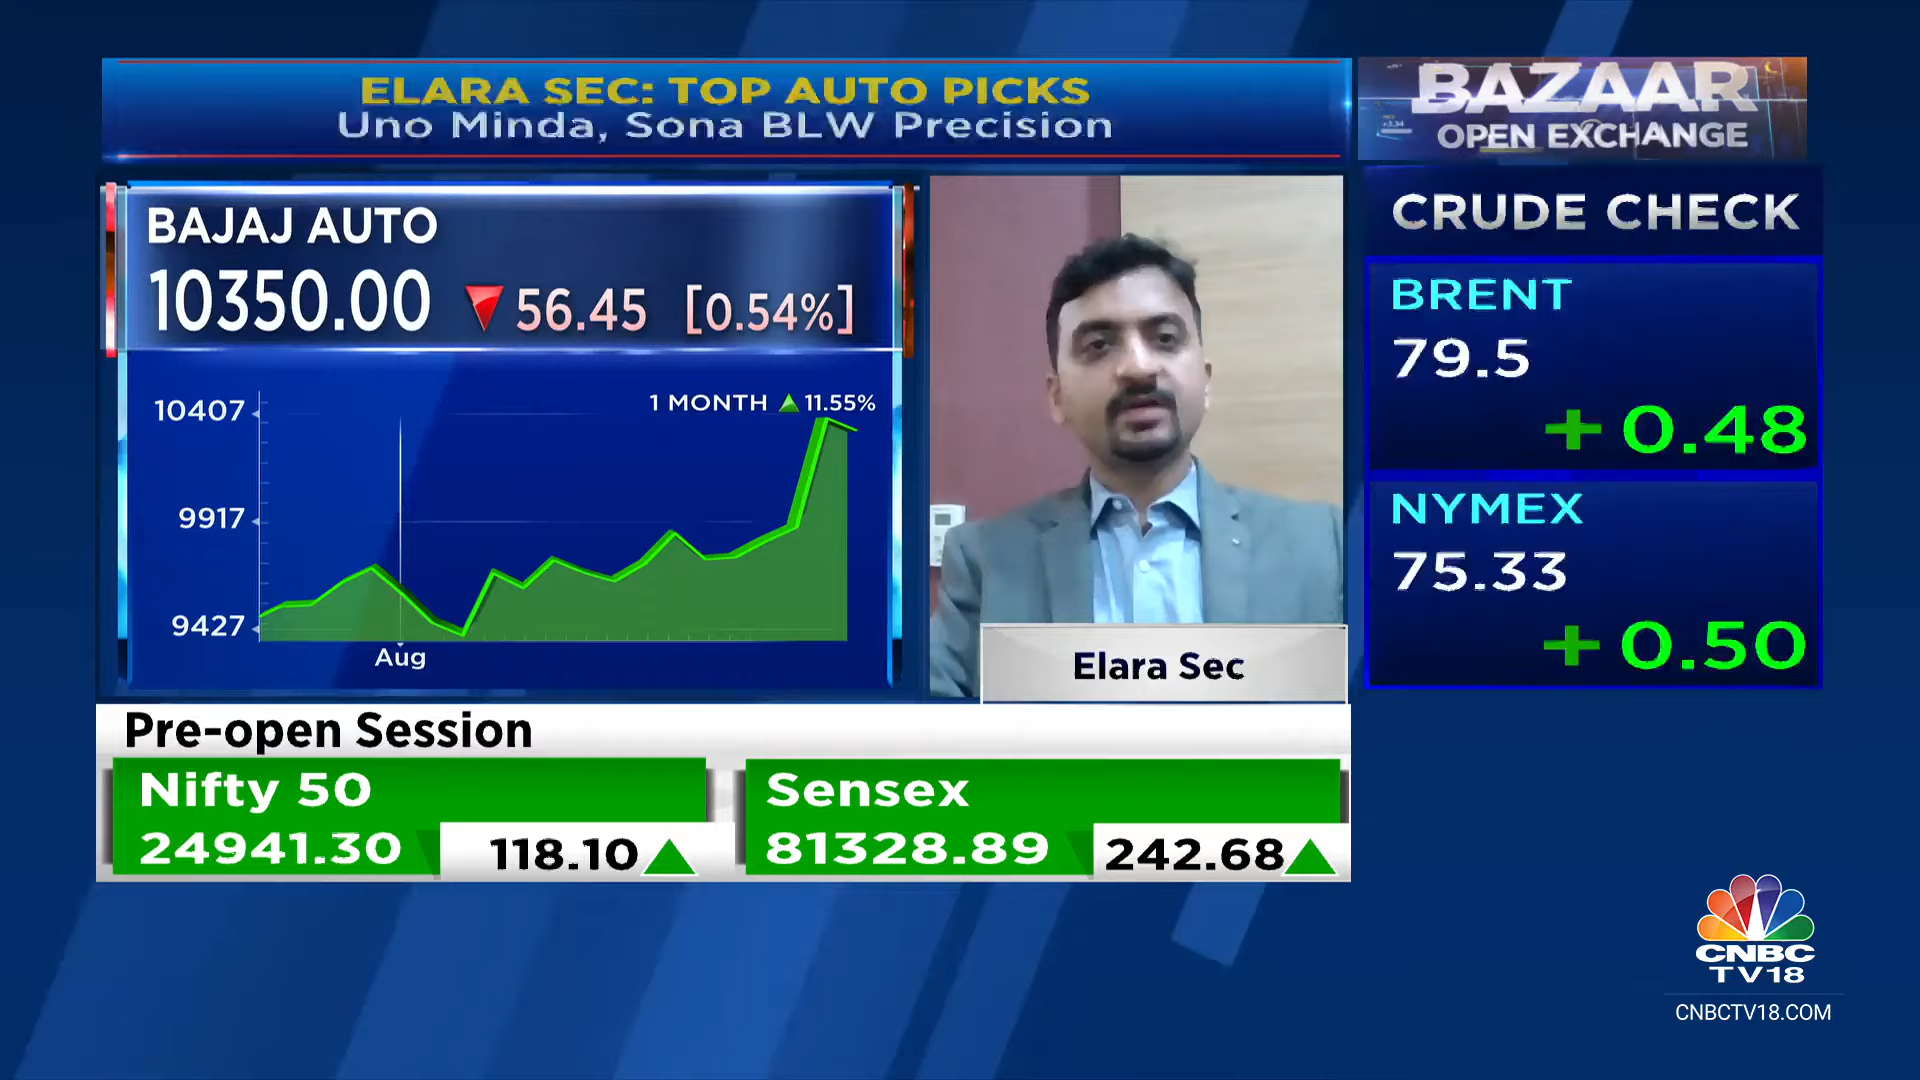 ELARA SEC: TOP AUTO PICKS
Uno Minda, Sona BLW Precision
BAZAAR
OPEN EXCHANGE
BAJAJ AUTO
10350.00 ▼ 56.45 [0.54%]
1 MONTH ▲ 11.55%
10407
9917
9427
Aug
Elara Sec
CRUDE CHECK
BRENT
79.5
+ 0.48
NYMEX
75.33
+ 0.50
Pre-open Session
Nifty 50
24941.30 118.10 ▲
Sensex
81328.89 242.68 ▲
CNBC
TV18
CNBCTV18.COM